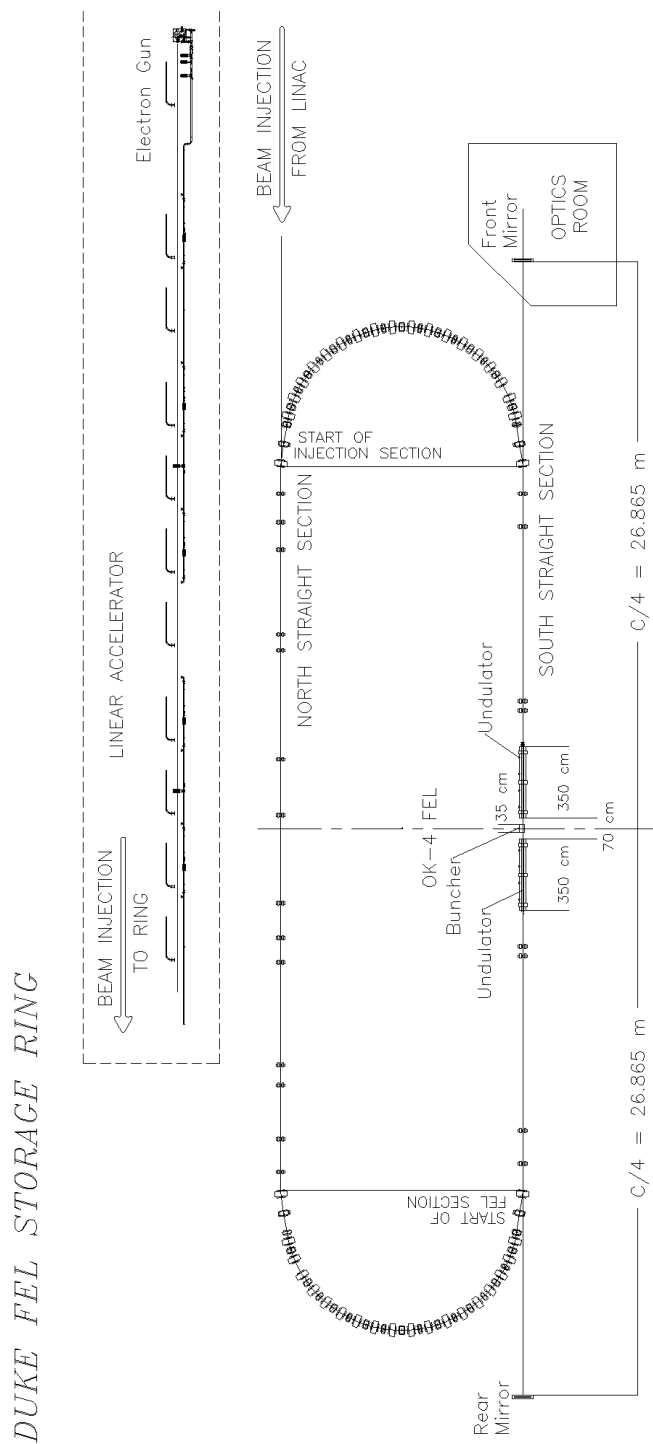 DUKE FEL STORAGE RING
BEAM INJECTION
TO RING
LINEAR ACCELERATOR
Electron Gun
BEAM INJECTION
FROM LINAC
START OF
INJECTION SECTION
NORTH STRAIGHT SECTION
START OF
FEL SECTION
OK-4 FEL
Buncher
Undulator
Undulator
35 cm
SOUTH STRAIGHT SECTION
350 cm
70 cm
350 cm
Rear
Mirror
Front
Mirror
OPTICS
ROOM
C/4 = 26.865 m
C/4 = 26.865 m